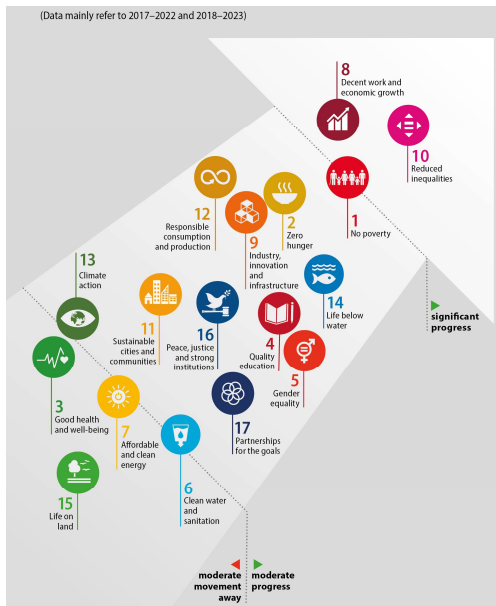 (Data mainly refer to 2017–2022 and 2018–2023)
8
Decent work and
economic growth
10
Reduced
inequalities
1
No poverty
12
Responsible
consumption
and production
2
Zero
hunger
9
Industry,
innovation
and
infrastructure
13
Climate
action
14
Life below
water
significant
progress
11
Sustainable
cities and
communities
16
Peace, justice
and strong
institutions
4
Quality
education
5
Gender
equality
3
Good health
and well-being
7
Affordable
and clean
energy
17
Partnerships
for the goals
6
Clean water
and
sanitation
15
Life on
land
moderate
movement
away
moderate
progress